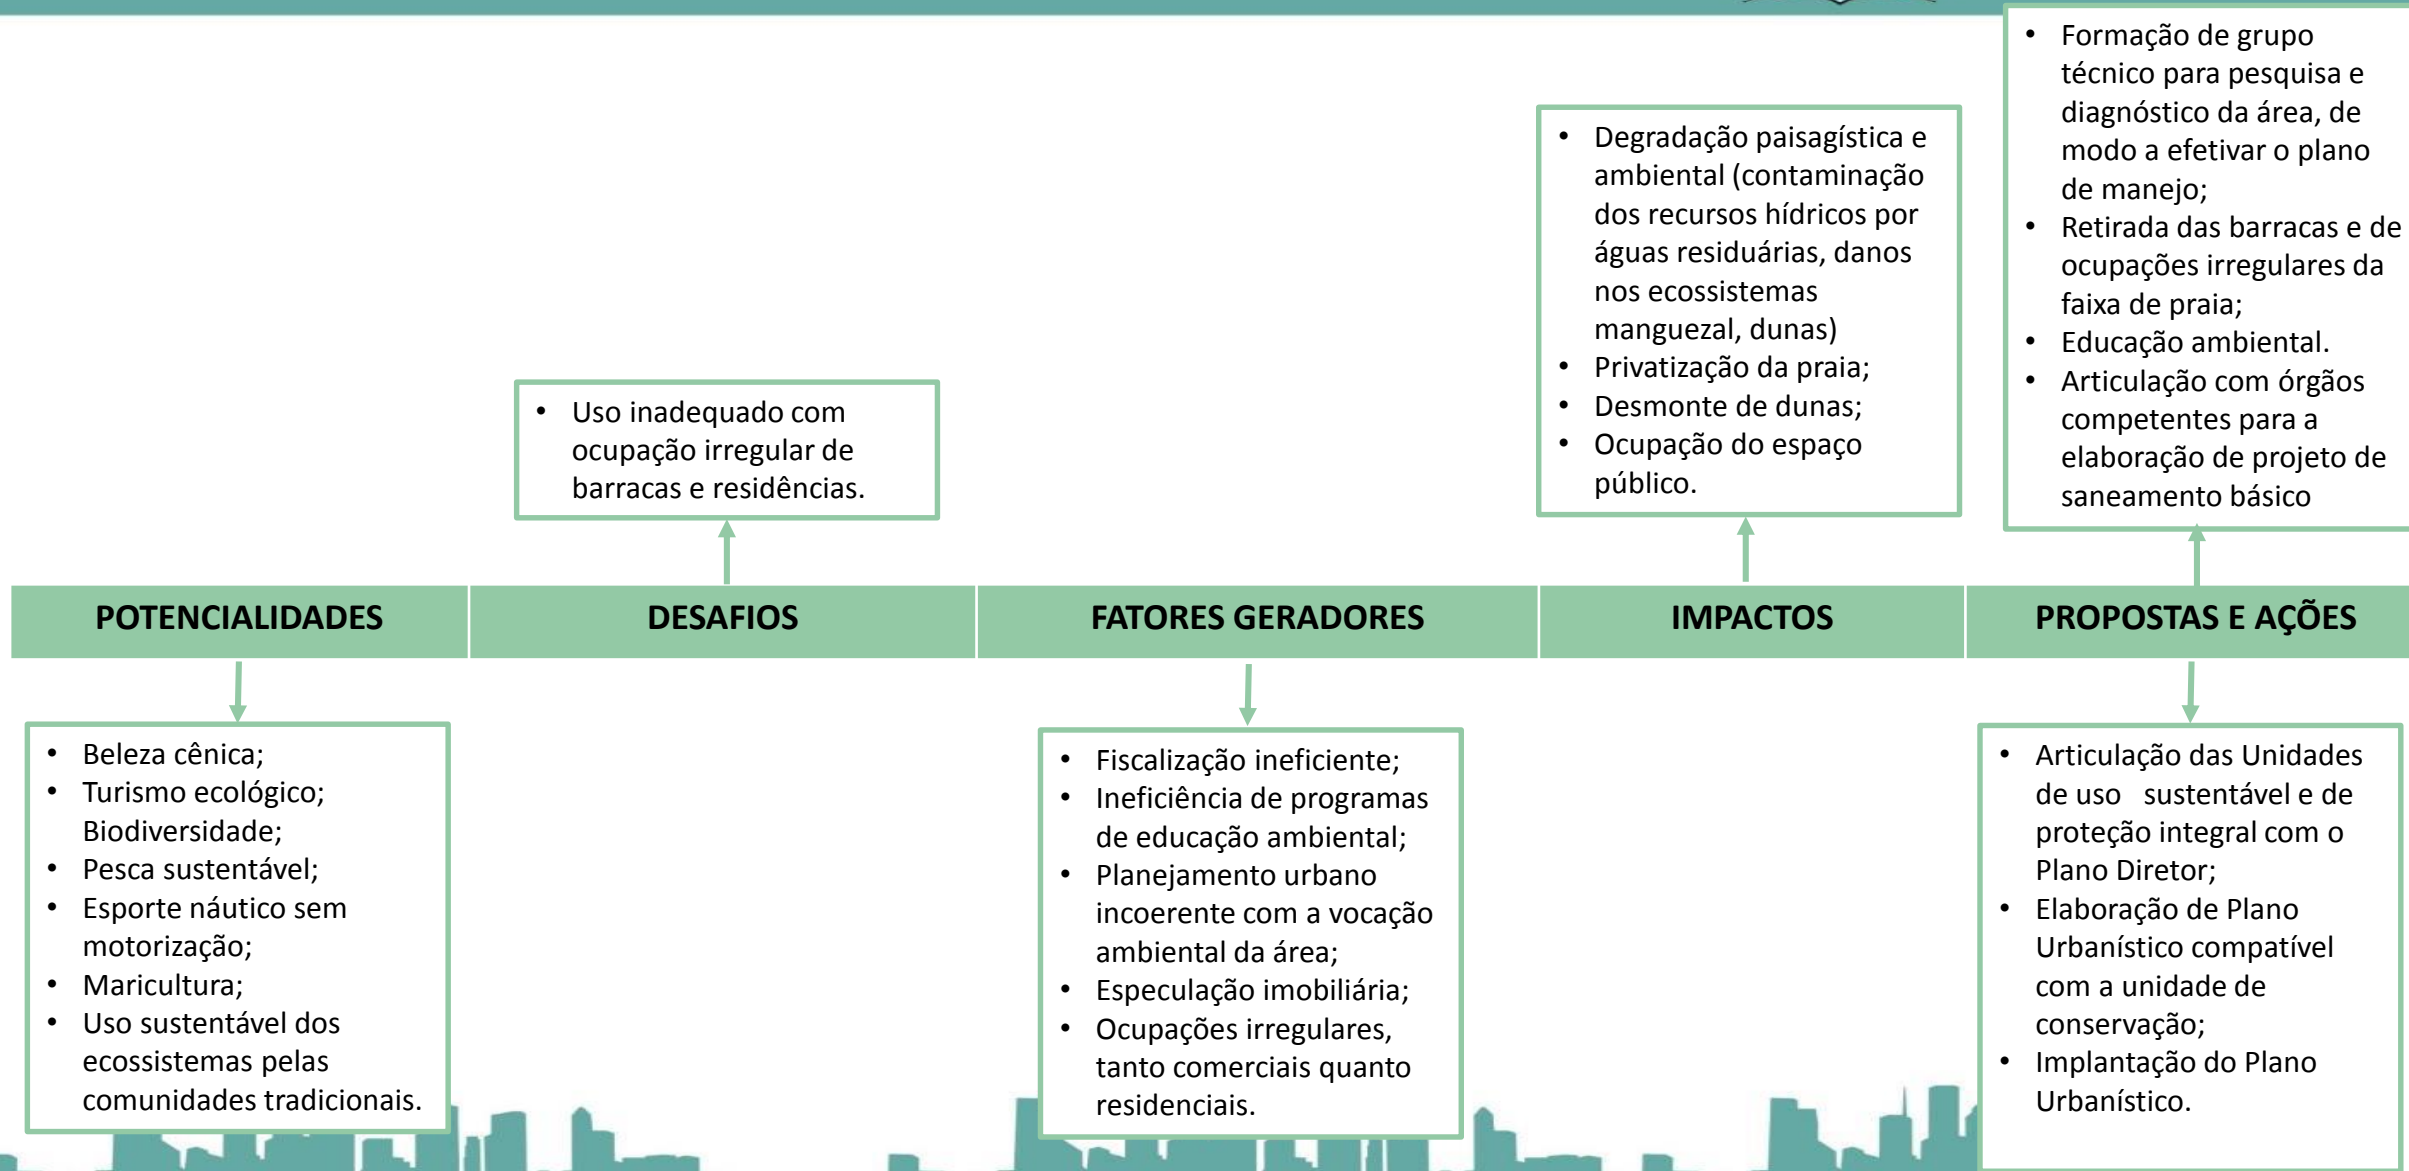 • Formação de grupo
técnico para pesquisa e
diagnóstico da área, de
modo a efetivar o plano
de manejo;
• Retirada das barracas e de
ocupações irregulares da
faixa de praia;
• Educação ambiental.
• Articulação com órgãos
competentes para a
elaboração de projeto de
saneamento básico
• Degradação paisagística e
ambiental (contaminação
dos recursos hídricos por
águas residuárias, danos
nos ecossistemas
manguezal, dunas)
• Privatização da praia;
• Desmonte de dunas;
• Ocupação do espaço
público.
• Uso inadequado com
ocupação irregular de
barracas e residências.
POTENCIALIDADES
DESAFIOS
FATORES GERADORES
IMPACTOS
PROPOSTAS E AÇÕES
• Beleza cênica;
• Turismo ecológico;
Biodiversidade;
• Pesca sustentável;
• Esporte náutico sem
motorização;
• Maricultura;
• Uso sustentável dos
ecossistemas pelas
comunidades tradicionais.
• Fiscalização ineficiente;
• Ineficiência de programas
de educação ambiental;
• Planejamento urbano
incoerente com a vocação
ambiental da área;
• Especulação imobiliária;
• Ocupações irregulares,
tanto comerciais quanto
residenciais.
• Articulação das Unidades
de uso sustentável e de
proteção integral com o
Plano Diretor;
• Elaboração de Plano
Urbanístico compatível
com a unidade de
conservação;
• Implantação do Plano
Urbanístico.